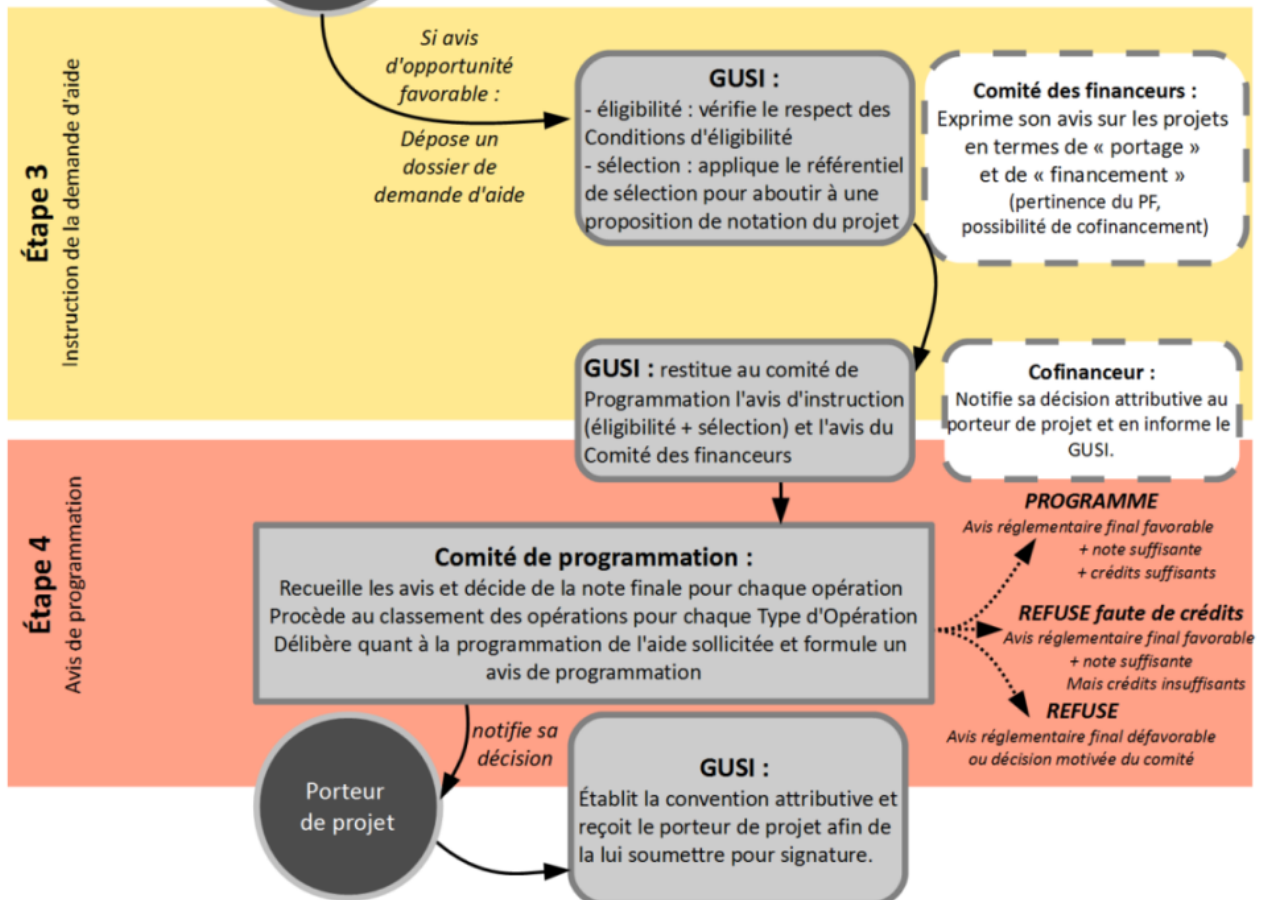 Étape 3
Instruction de la demande d'aide
Si avis
d'opportunité
favorable :
Dépose un
dossier de
demande d'aide
GUSI :
- éligibilité : vérifie le respect des
Conditions d'éligibilité
- sélection : applique le référentiel
de sélection pour aboutir à une
proposition de notation du projet
Comité des financeurs :
Exprime son avis sur les projets
en termes de « portage »
et de « financement »
(pertinence du PF,
possibilité de cofinancement)
GUSI : restitue au comité de
Programmation l'avis d'instruction
(éligibilité + sélection) et l'avis du
Comité des financeurs
Cofinanceur :
Notifie sa décision attributive au
porteur de projet et en informe le
GUSI.
Étape 4
Avis de programmation
Comité de programmation :
Recueille les avis et décide de la note finale pour chaque opération
Procède au classement des opérations pour chaque Type d'Opération
Délibère quant à la programmation de l'aide sollicitée et formule un
avis de programmation
PROGRAMME
Avis réglementaire final favorable
+ note suffisante
+ crédits suffisants
REFUSE faute de crédits
Avis réglementaire final favorable
+ note suffisante
Mais crédits insuffisants
REFUSE
Avis réglementaire final défavorable
ou décision motivée du comité
notifie sa
décision
Porteur
de projet
GUSI :
Établit la convention attributive et
reçoit le porteur de projet afin de
la lui soumettre pour signature.